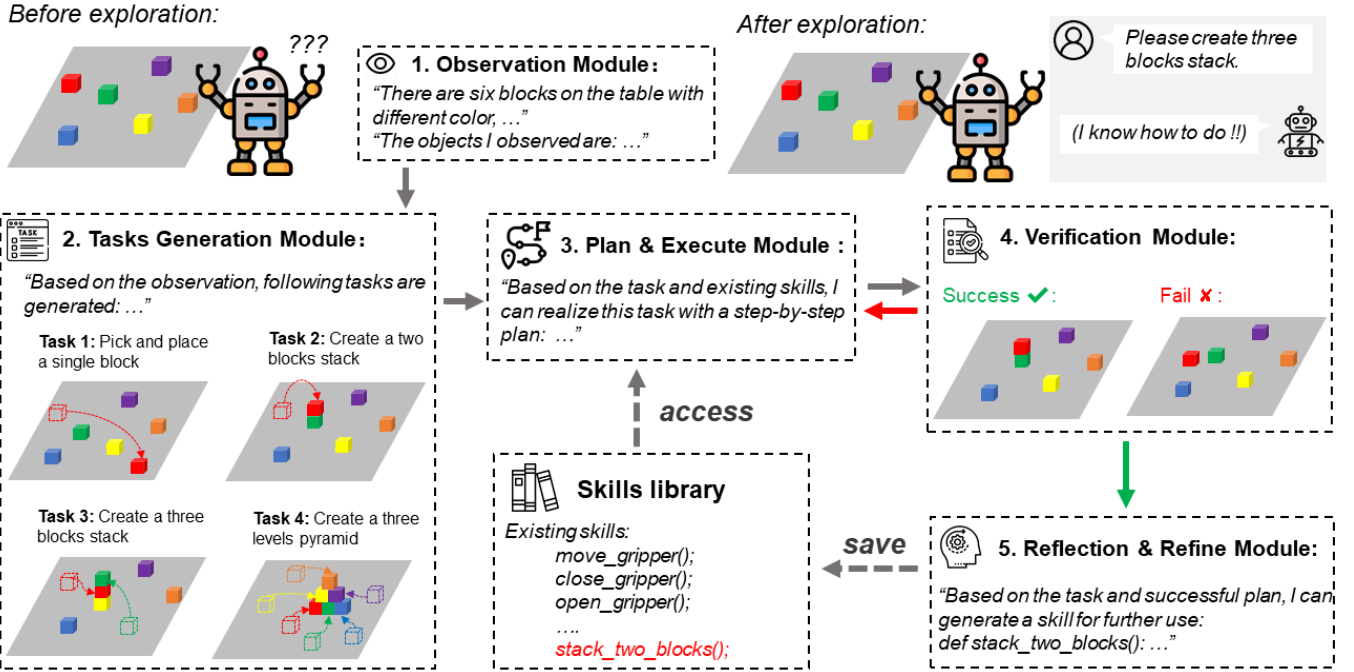 Before exploration:
???
1. Observation Module:
“There are six blocks on the table with
different color, …”
“The objects I observed are: …”
After exploration:
Please create three
blocks stack.
(I know how to do !!)
TASK
2. Tasks Generation Module:
“Based on the observation, following tasks are
generated: …”
Task 1: Pick and place
a single block
Task 2: Create a two
blocks stack
Task 3: Create a three
blocks stack
Task 4: Create a three
levels pyramid
3. Plan & Execute Module :
“Based on the task and existing skills, I
can realize this task with a step-by-step
plan: …”
4. Verification Module:
Success ✔:
Fail ✘:
access
Skills library
Existing skills:
move_gripper();
close_gripper();
open_gripper();
….
stack_two_blocks();
save
5. Reflection & Refine Module:
“Based on the task and successful plan, I can
generate a skill for further use:
def stack_two_blocks(): …”